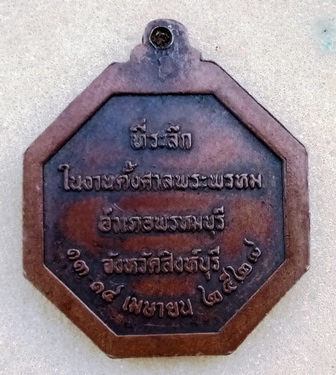 ที่ระลึก
ในงานตั้งศาลพระพรหม
อำเภอพรหมบุรี
จังหวัดสิงห์บุรี
๑๓ ๑๔ เมษายน ๒๕๒๙